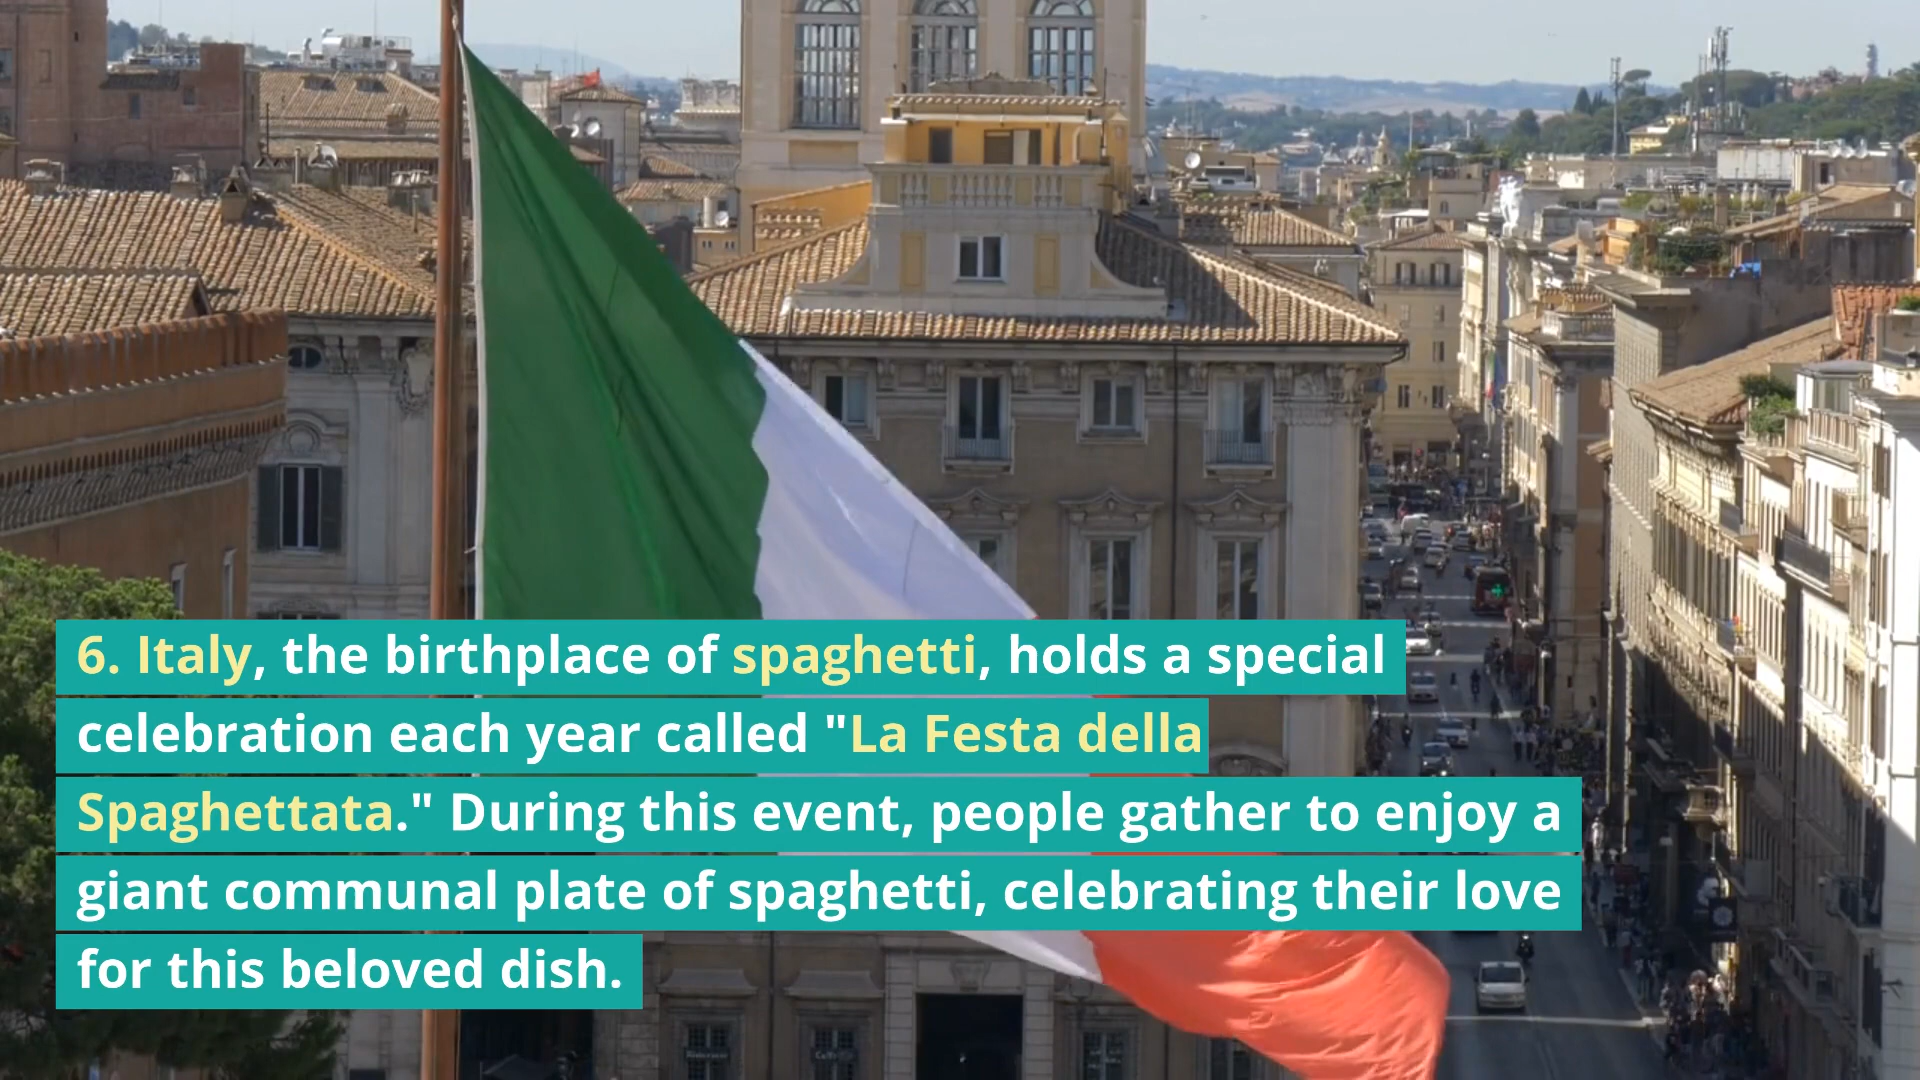 6. Italy, the birthplace of spaghetti, holds a special
celebration each year called "La Festa della
Spaghettata." During this event, people gather to enjoy a
giant communal plate of spaghetti, celebrating their love
for this beloved dish.